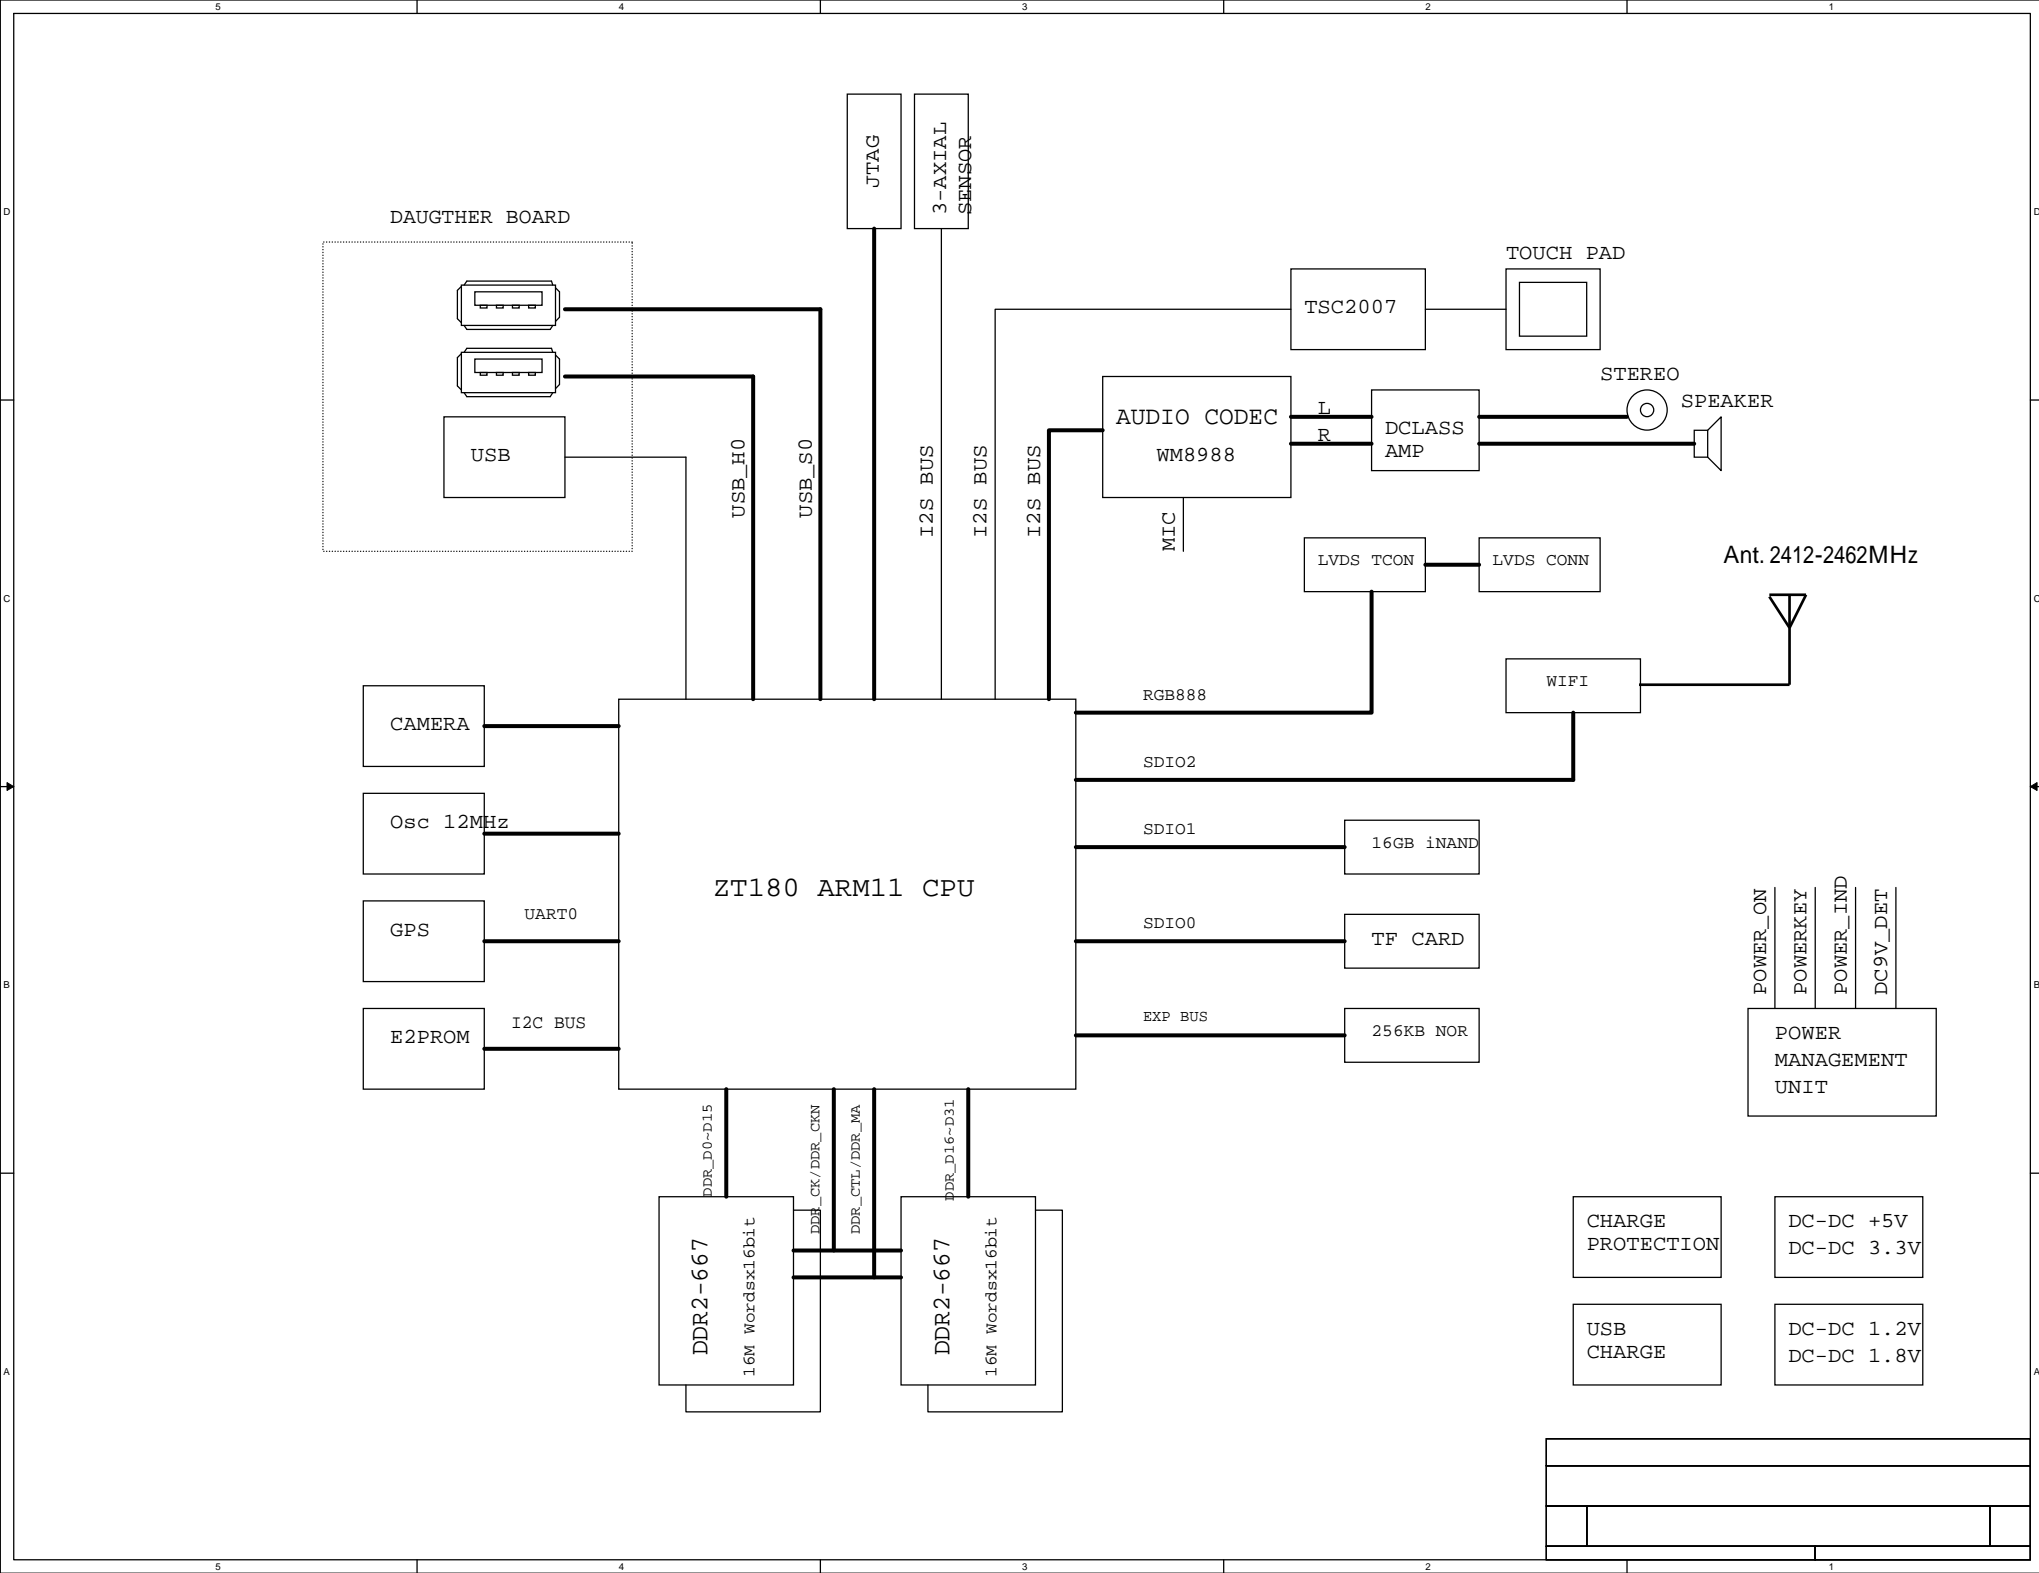 5 4 3 2 1
D
D
JTAG
3-AXIAL
SENSOR
DAUGTHER BOARD
USB
USB_H0
USB_S0
I2S BUS
I2S BUS
I2S BUS
TOUCH PAD
TSC2007
STEREO
SPEAKER
AUDIO CODEC
WM8988
L
R
DCLASS
AMP
MIC
LVDS TCON
LVDS CONN
Ant. 2412-2462MHz
C
C
WIFI
RGB888
SDIO2
SDIO1
16GB iNAND
SDIO0
TF CARD
EXP BUS
256KB NOR
CAMERA
Osc 12MHz
GPS
UART0
E2PROM
I2C BUS
ZT180 ARM11 CPU
B
B
POWER_ON
POWERKEY
POWER_IND
DC9V_DET
POWER
MANAGEMENT
UNIT
DDR_D0~D15
DDR_CK/DDR_CKN
DDR_CTL/DDR_MA
DDR_D16~D31
DDR2-667
16M Wordsx16bit
DDR2-667
16M Wordsx16bit
CHARGE
PROTECTION
DC-DC +5V
DC-DC 3.3V
USB
CHARGE
DC-DC 1.2V
DC-DC 1.8V
A
A
5 4 3 2 1